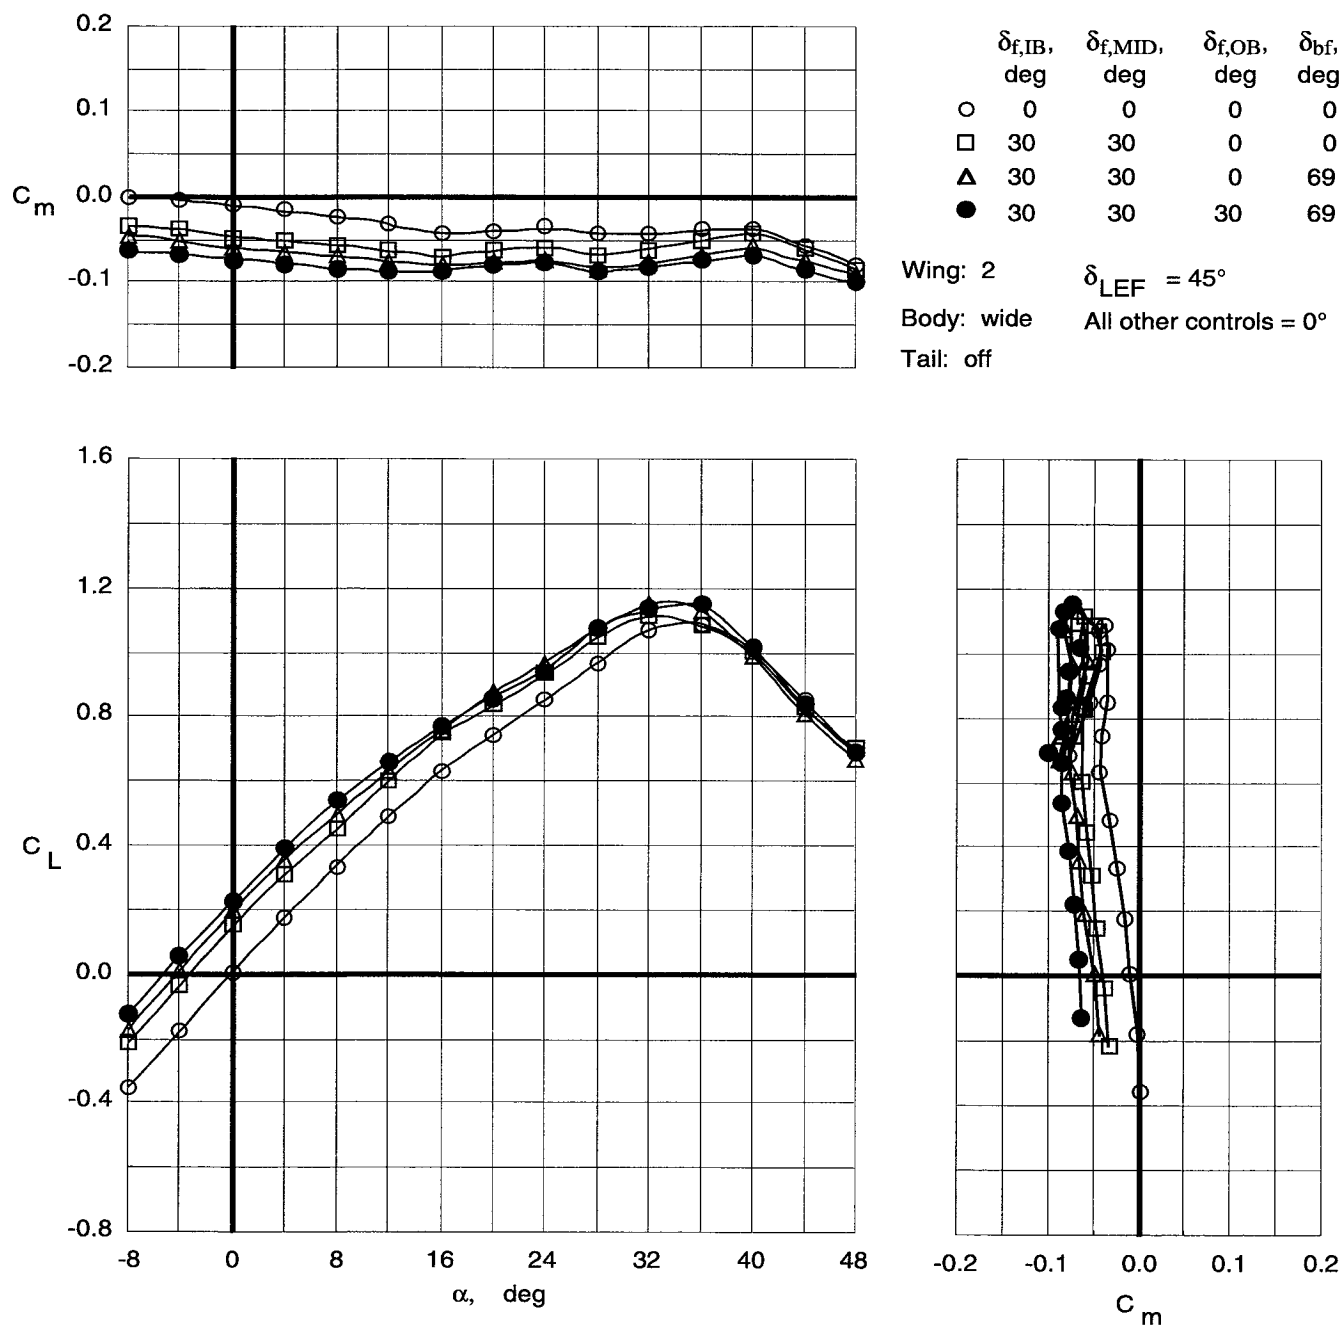 0.2
0.1
C m
0.0
-0.1
-0.2
δf,IB, δf,MID, δf,OB, δbf,
deg deg deg deg
0 0 0 0
30 30 0 0
30 30 0 69
30 30 30 69
Wing: 2 δLEF = 45°
Body: wide All other controls = 0°
Tail: off
1.6
1.2
0.8
0.4
C L
0.0
-0.4
-0.8
-8 0 8 16 24 32 40 48
α, deg
-0.2 -0.1 0.0 0.1 0.2
C m